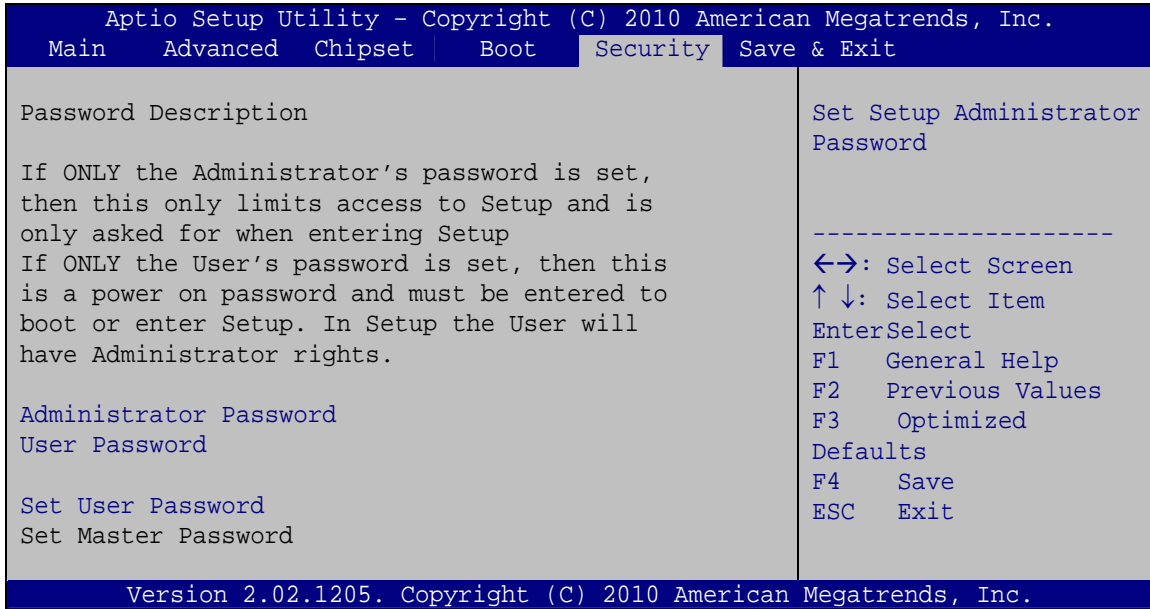 Aptio Setup Utility – Copyright (C) 2010 American Megatrends, Inc.
Main Advanced Chipset Boot Security Save & Exit
Password Description
If ONLY the Administrator’s password is set,
then this only limits access to Setup and is
only asked for when entering Setup
If ONLY the User’s password is set, then this
is a power on password and must be entered to
boot or enter Setup. In Setup the User will
have Administrator rights.
Administrator Password
User Password
Set User Password
Set Master Password
Set Setup Administrator
Password
---------------------
←→: Select Screen
↑ ↓: Select Item
EnterSelect
F1 General Help
F2 Previous Values
F3 Optimized
Defaults
F4 Save
ESC Exit
Version 2.02.1205. Copyright (C) 2010 American Megatrends, Inc.